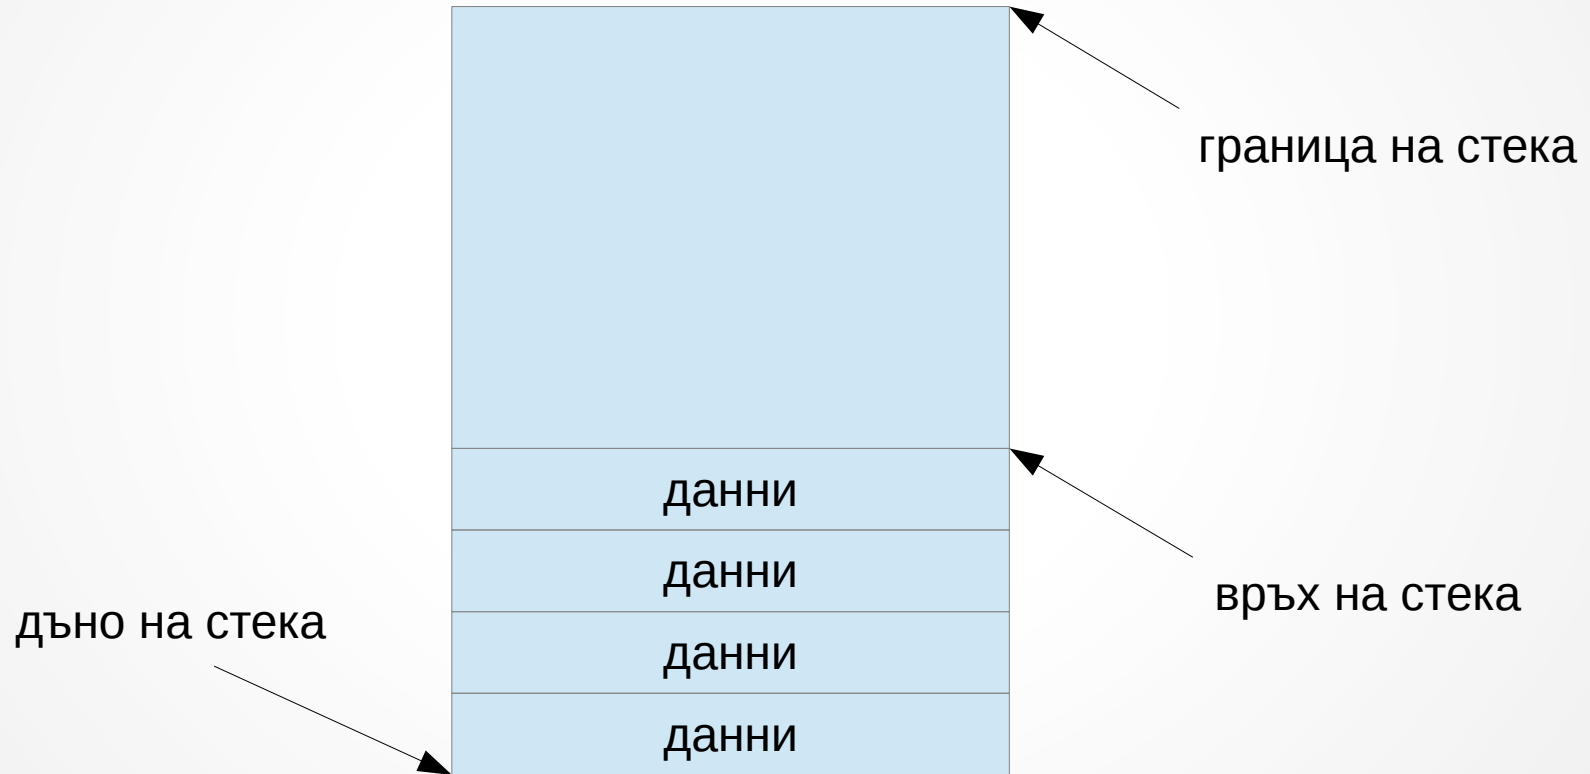 граница на стека
данни
данни
връх на стека
дъно на стека
данни
данни